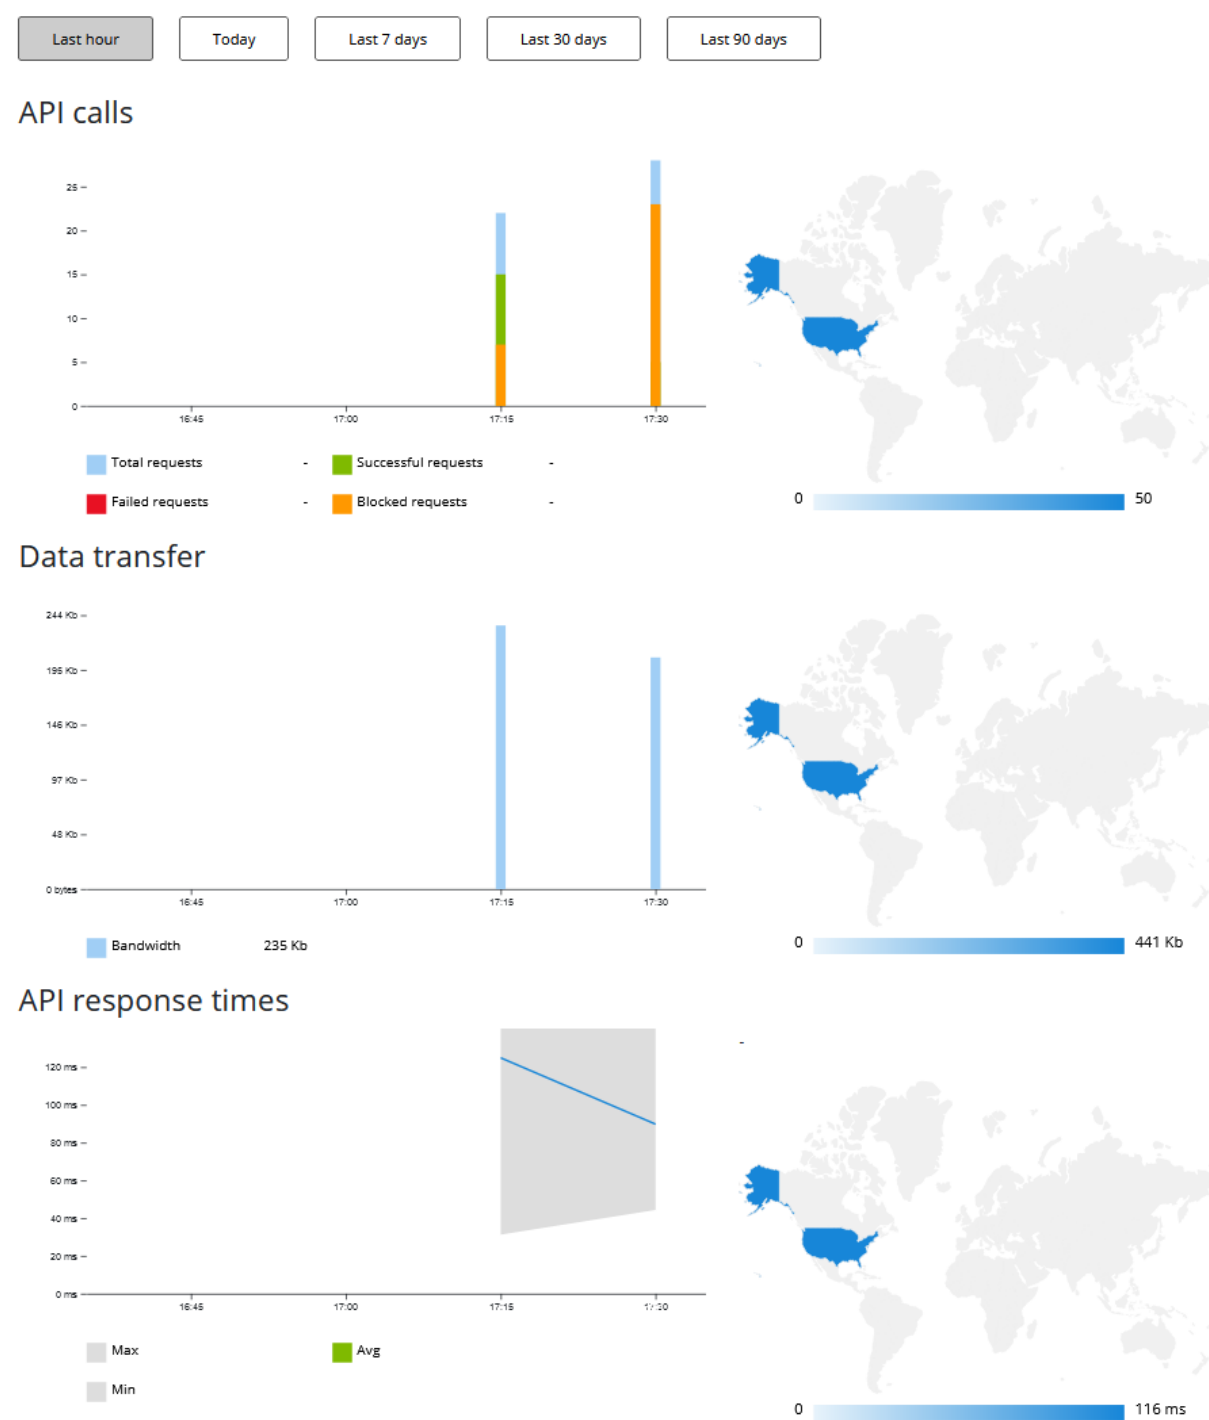 Last hour Today Last 7 days Last 30 days Last 90 days
API calls
25
20
15
10
5
0
16:45 17:00 17:15 17:30
Total requests - Successful requests -
Failed requests - Blocked requests -
0 50
Data transfer
244 Kb
195 Kb
146 Kb
97 Kb
48 Kb
0 bytes
16:45 17:00 17:15 17:30
Bandwidth 235 Kb
0 441 Kb
API response times
-
120 ms
100 ms
80 ms
60 ms
40 ms
20 ms
0 ms
16:45 17:00 17:15 17:30
Max Avg
Min
0 116 ms